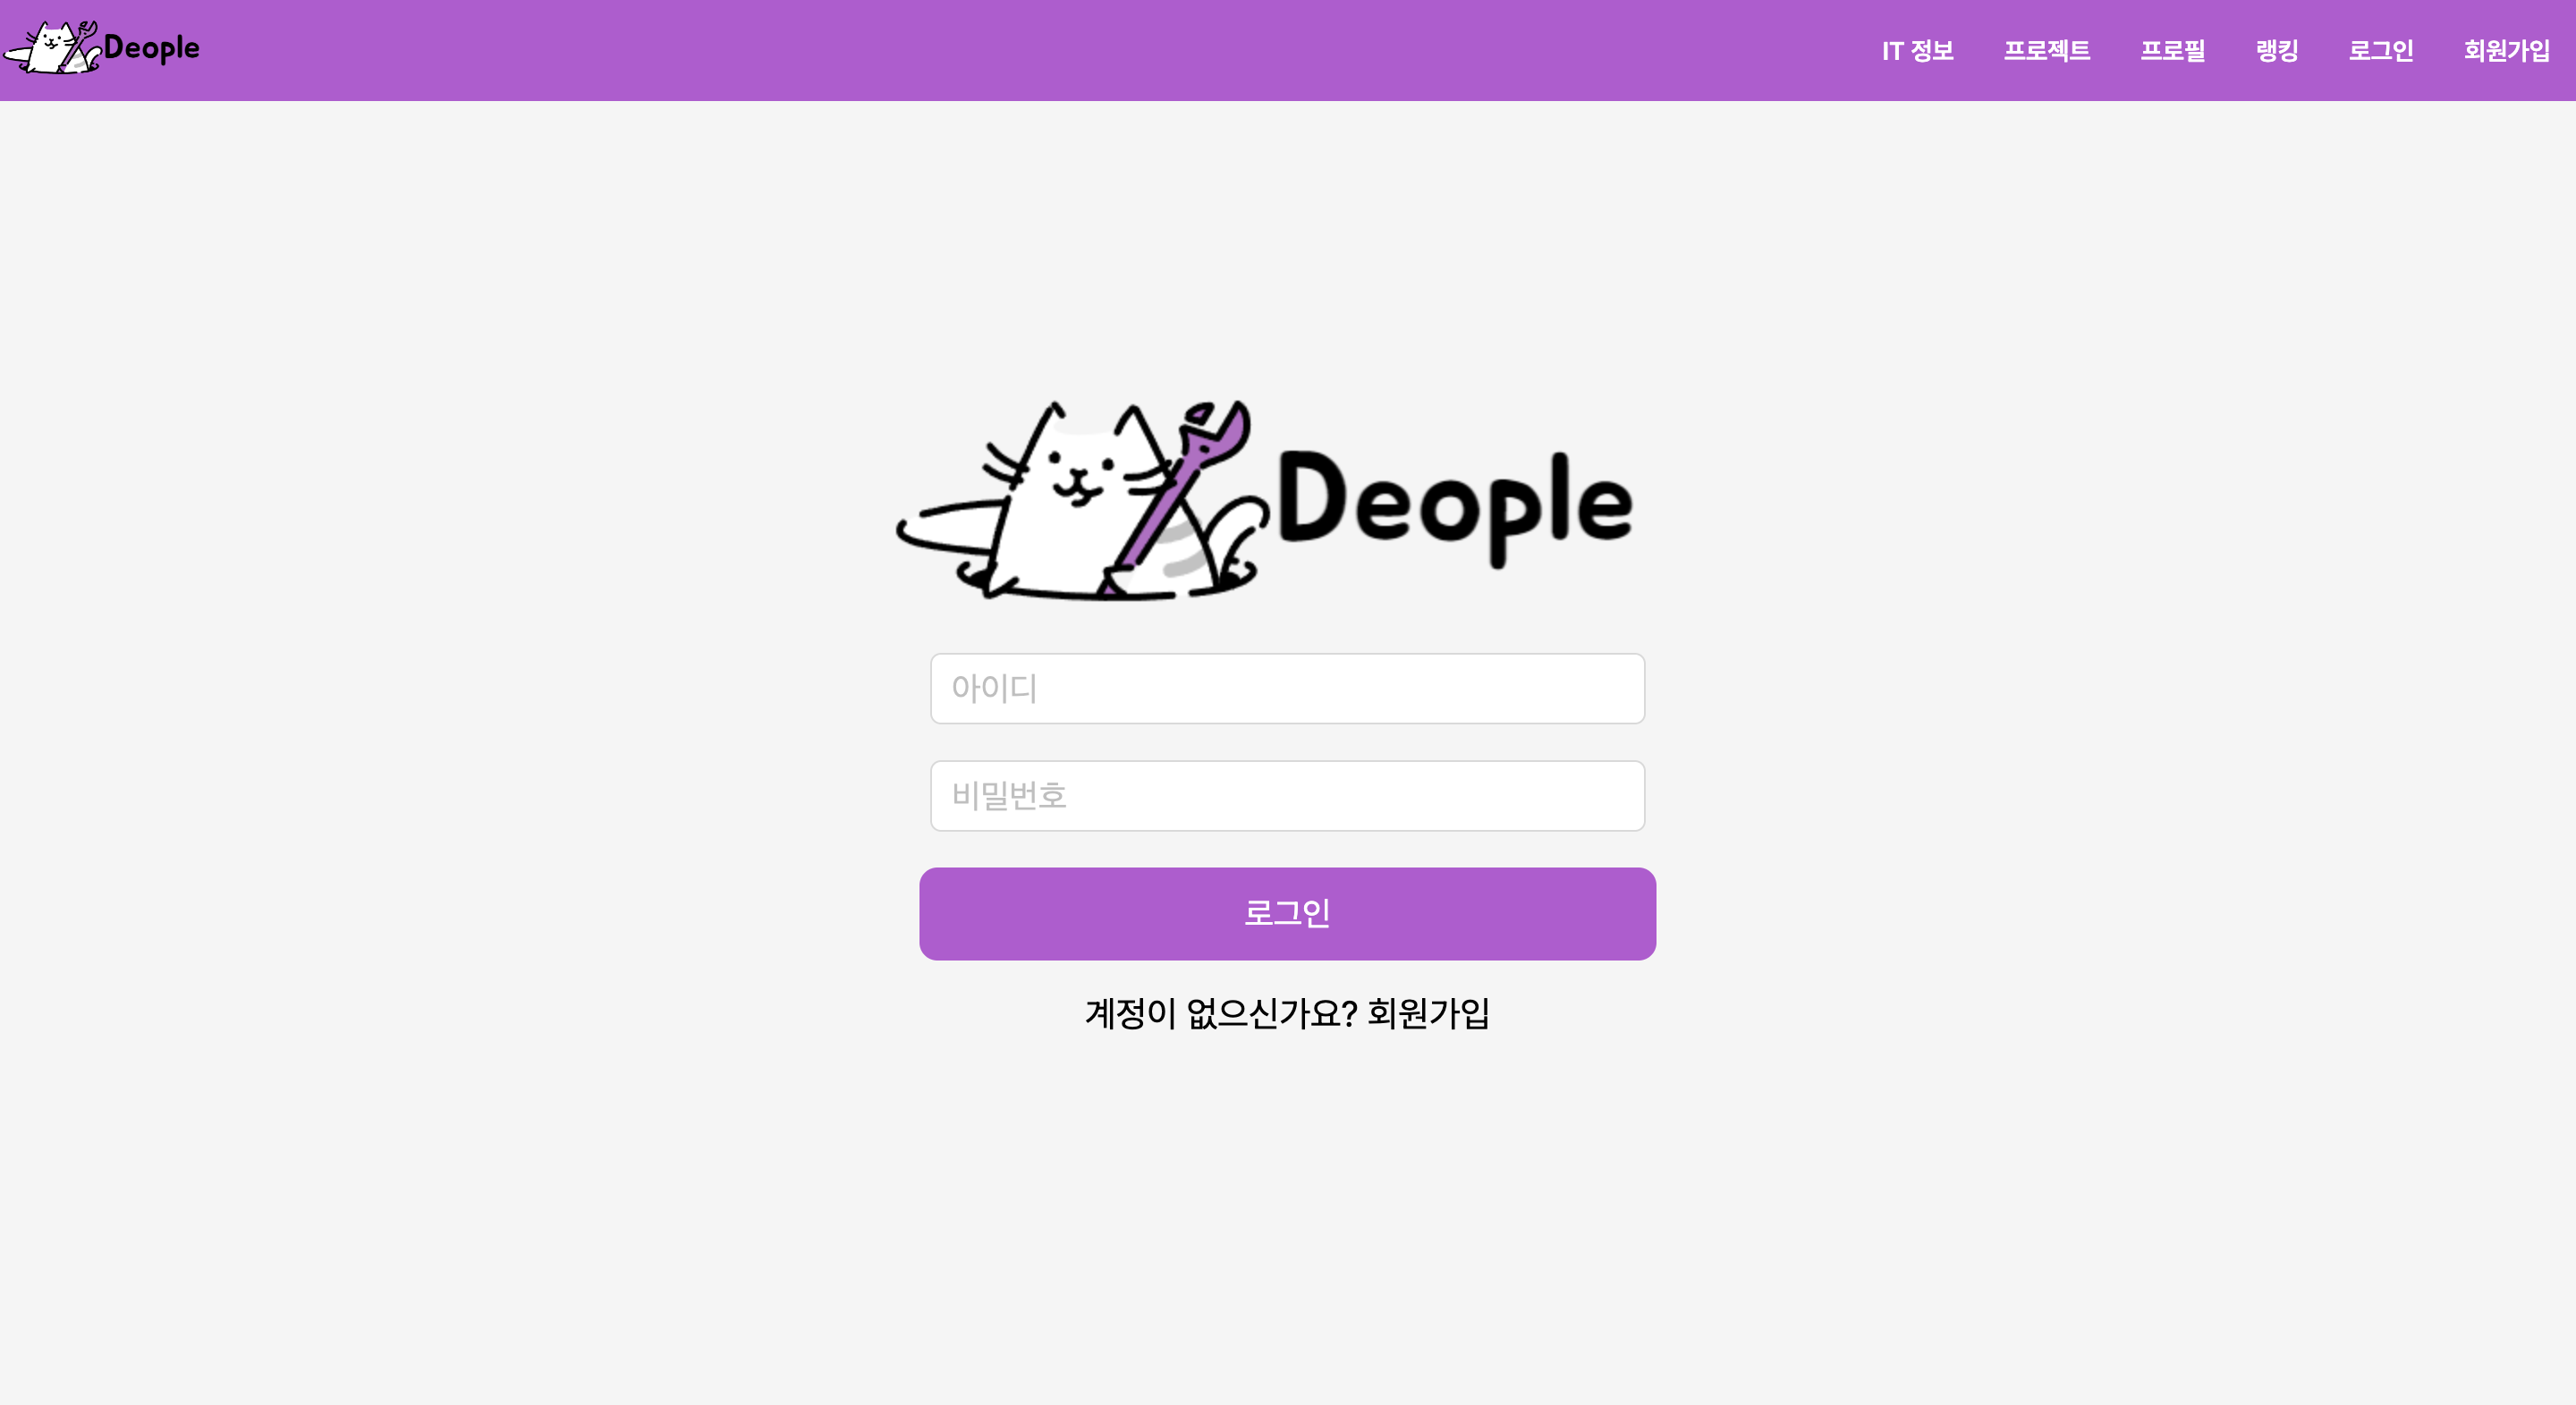 Deople
IT 정보 프로젝트 프로필 랭킹 로그인 회원가입
Deople
아이디
비밀번호
로그인
계정이 없으신가요? 회원가입